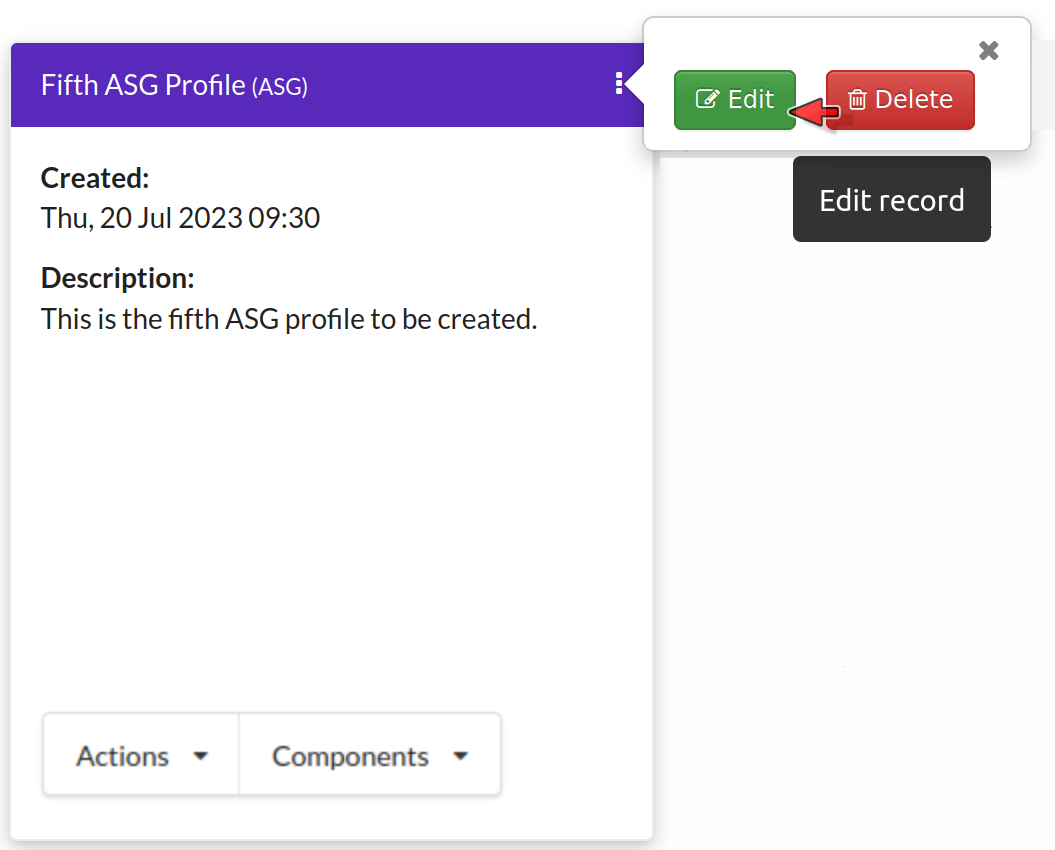 Fifth ASG Profile (ASG)
Edit
Delete
Edit record
Created:
Thu, 20 Jul 2023 09:30
Description:
This is the fifth ASG profile to be created.
Actions
Components